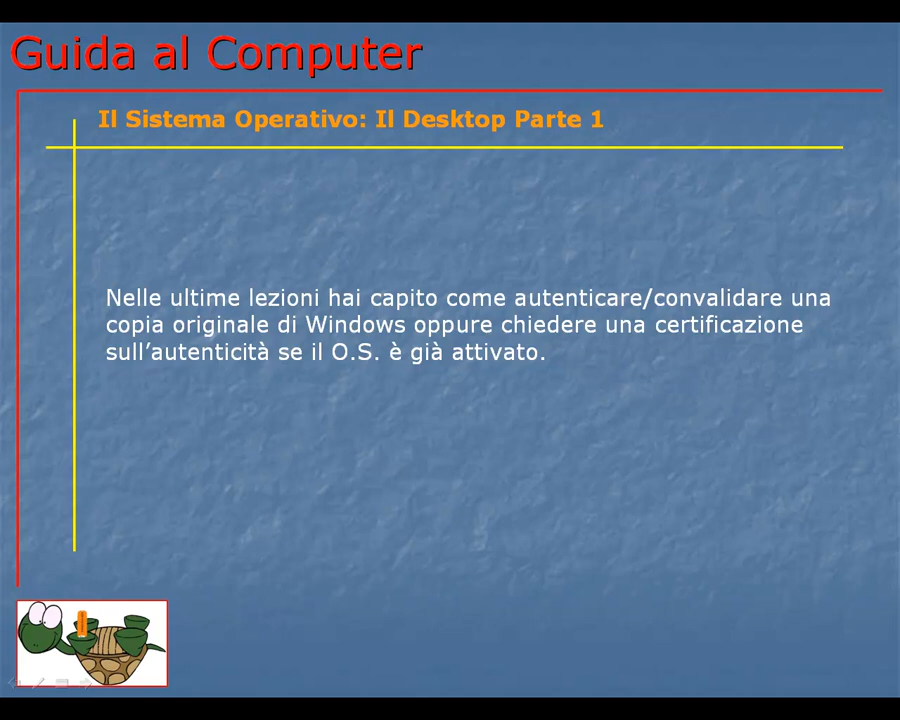 Guida al Computer
Il Sistema Operativo: Il Desktop Parte 1
Nelle ultime lezioni hai capito come autenticare/convalidare una
copia originale di Windows oppure chiedere una certificazione
sull’autenticità se il O.S. è già attivato.